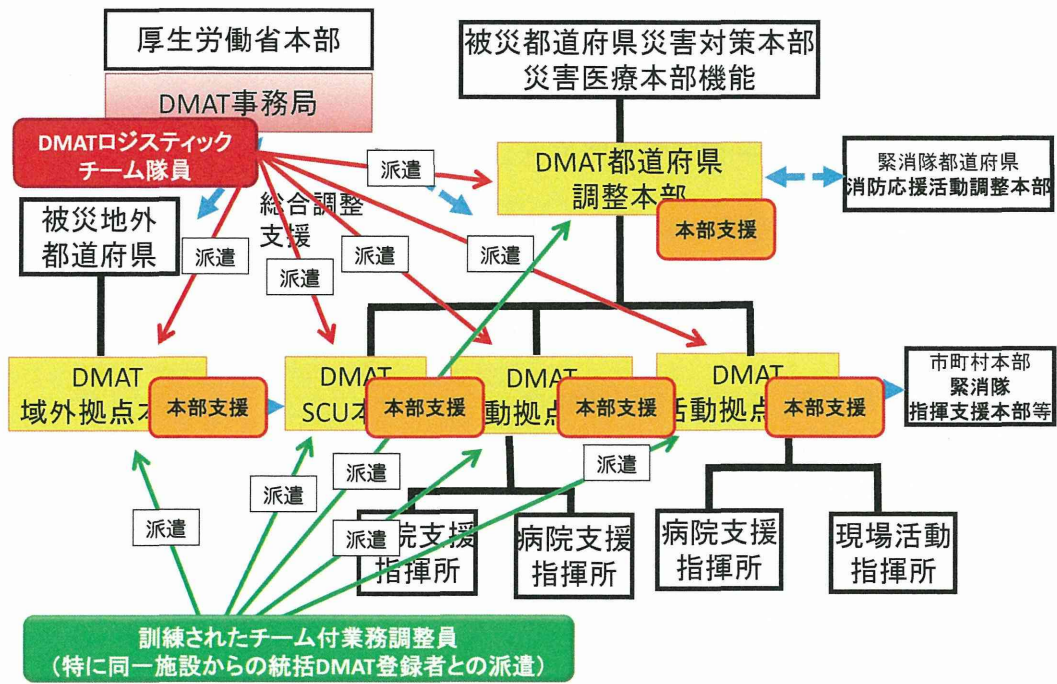 厚生労働省本部
DMAT事務局
DMATロジスティック
チーム隊員
被災都道府県災害対策本部
災害医療本部機能
派遣
DMAT都道府県
調整本部
本部支援
緊消隊都道府県
消防応援活動調整本部
被災地外
都道府県
総合調整
支援
派遣
派遣
派遣
派遣
DMAT
域外拠点本
本部支援
DMAT
SCU本
本部支援
DMAT
動拠点
本部支援
DMAT
活動拠点
本部支援
市町村本部
緊消隊
指揮支援本部等
派遣
派遣
派遣
派遣
派遣
病院支援
指揮所
病院支援
指揮所
病院支援
指揮所
現場活動
指揮所
訓練されたチーム付業務調整員
（特に同一施設からの統括DMAT登録者との派遣）